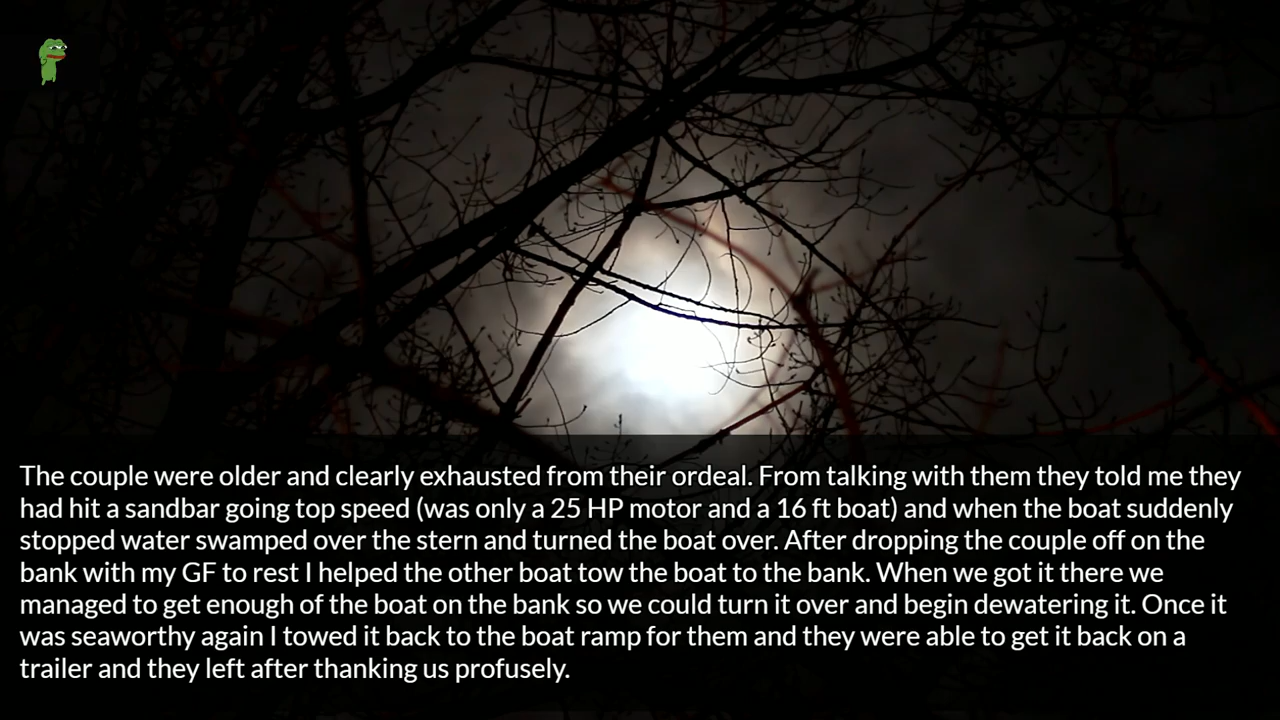 The couple were older and clearly exhausted from their ordeal. From talking with them they told me they
had hit a sandbar going top speed (was only a 25 HP motor and a 16 ft boat) and when the boat suddenly
stopped water swamped over the stern and turned the boat over. After dropping the couple off on the
bank with my GF to rest I helped the other boat tow the boat to the bank. When we got it there we
managed to get enough of the boat on the bank so we could turn it over and begin dewatering it. Once it
was seaworthy again I towed it back to the boat ramp for them and they were able to get it back on a
trailer and they left after thanking us profusely.